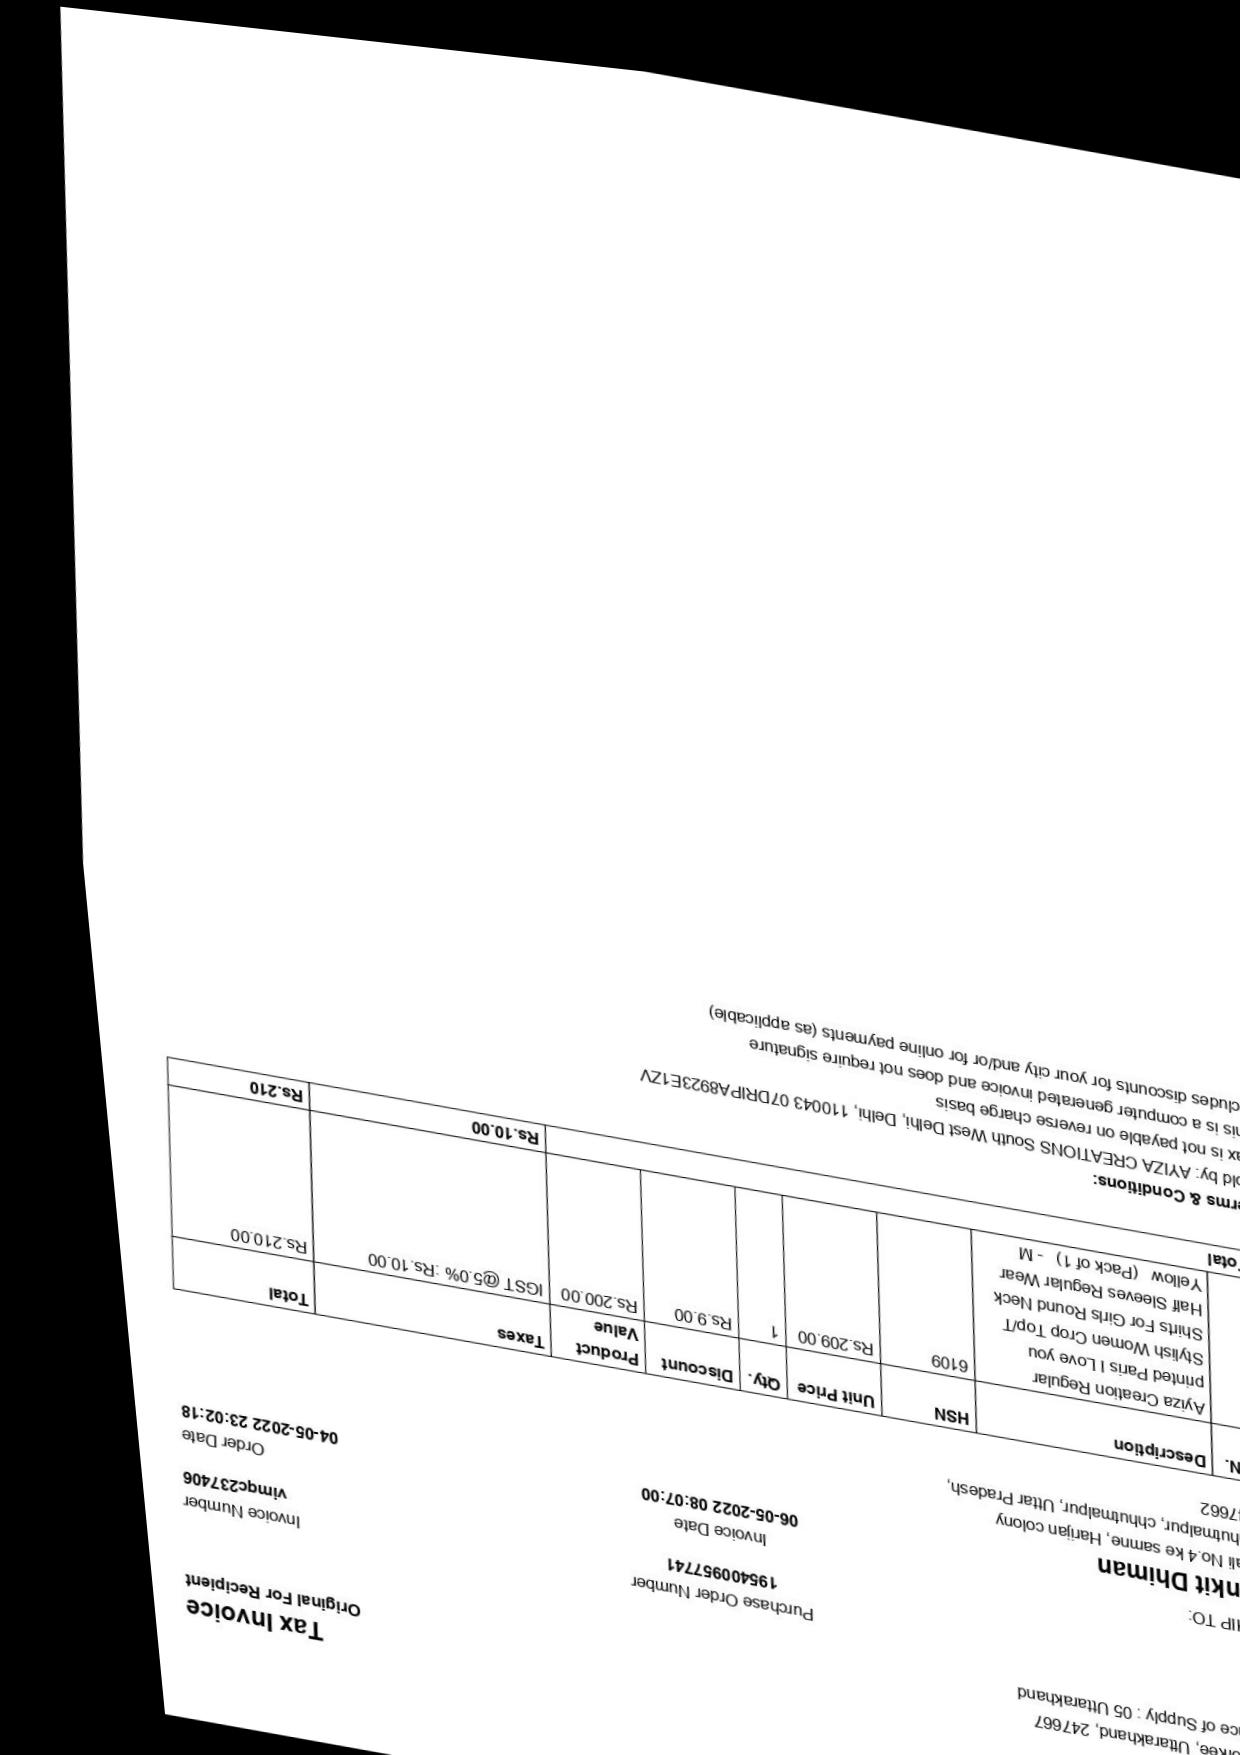 Tax Invoice
Original For Recipient
rkee, Uttarakhand, 247667
ce of Supply : 05 Uttarakhand
HIP TO:
nkit Dhiman
ali No.4 ke samne, Harijan colony
hutmalpur, chhutmalpur, Uttar Pradesh,
47662
Purchase Order Number
195400957741
Invoice Date
06-05-2022 08:07:00
Invoice Number
vimqc237406
Order Date
04-05-2022 23:02:18
N. Description HSN Unit Price Qty. Discount Product Value Taxes Total
Ayiza Creation Regular 6109 Rs.209.00 1 Rs.9.00 Rs.200.00 IGST @5.0% :Rs.10.00 Rs.210.00
printed Paris I LOve you
Stylish Women Crop Top/T
Shirts For Girls Round Neck
Half Sleeves Regular Wear
Yellow (Pack of 1) - M
Total Rs.10.00 Rs.210
erms & Conditions:
old by: AYIZA CREATIONS South West Delhi, Delhi, 110043 07DRIPA8923E1ZV
ax is not payable on reverse charge basis
his is a computer generated invoice and does not require signature
cludes discounts for your city and/or for online payments (as applicable)